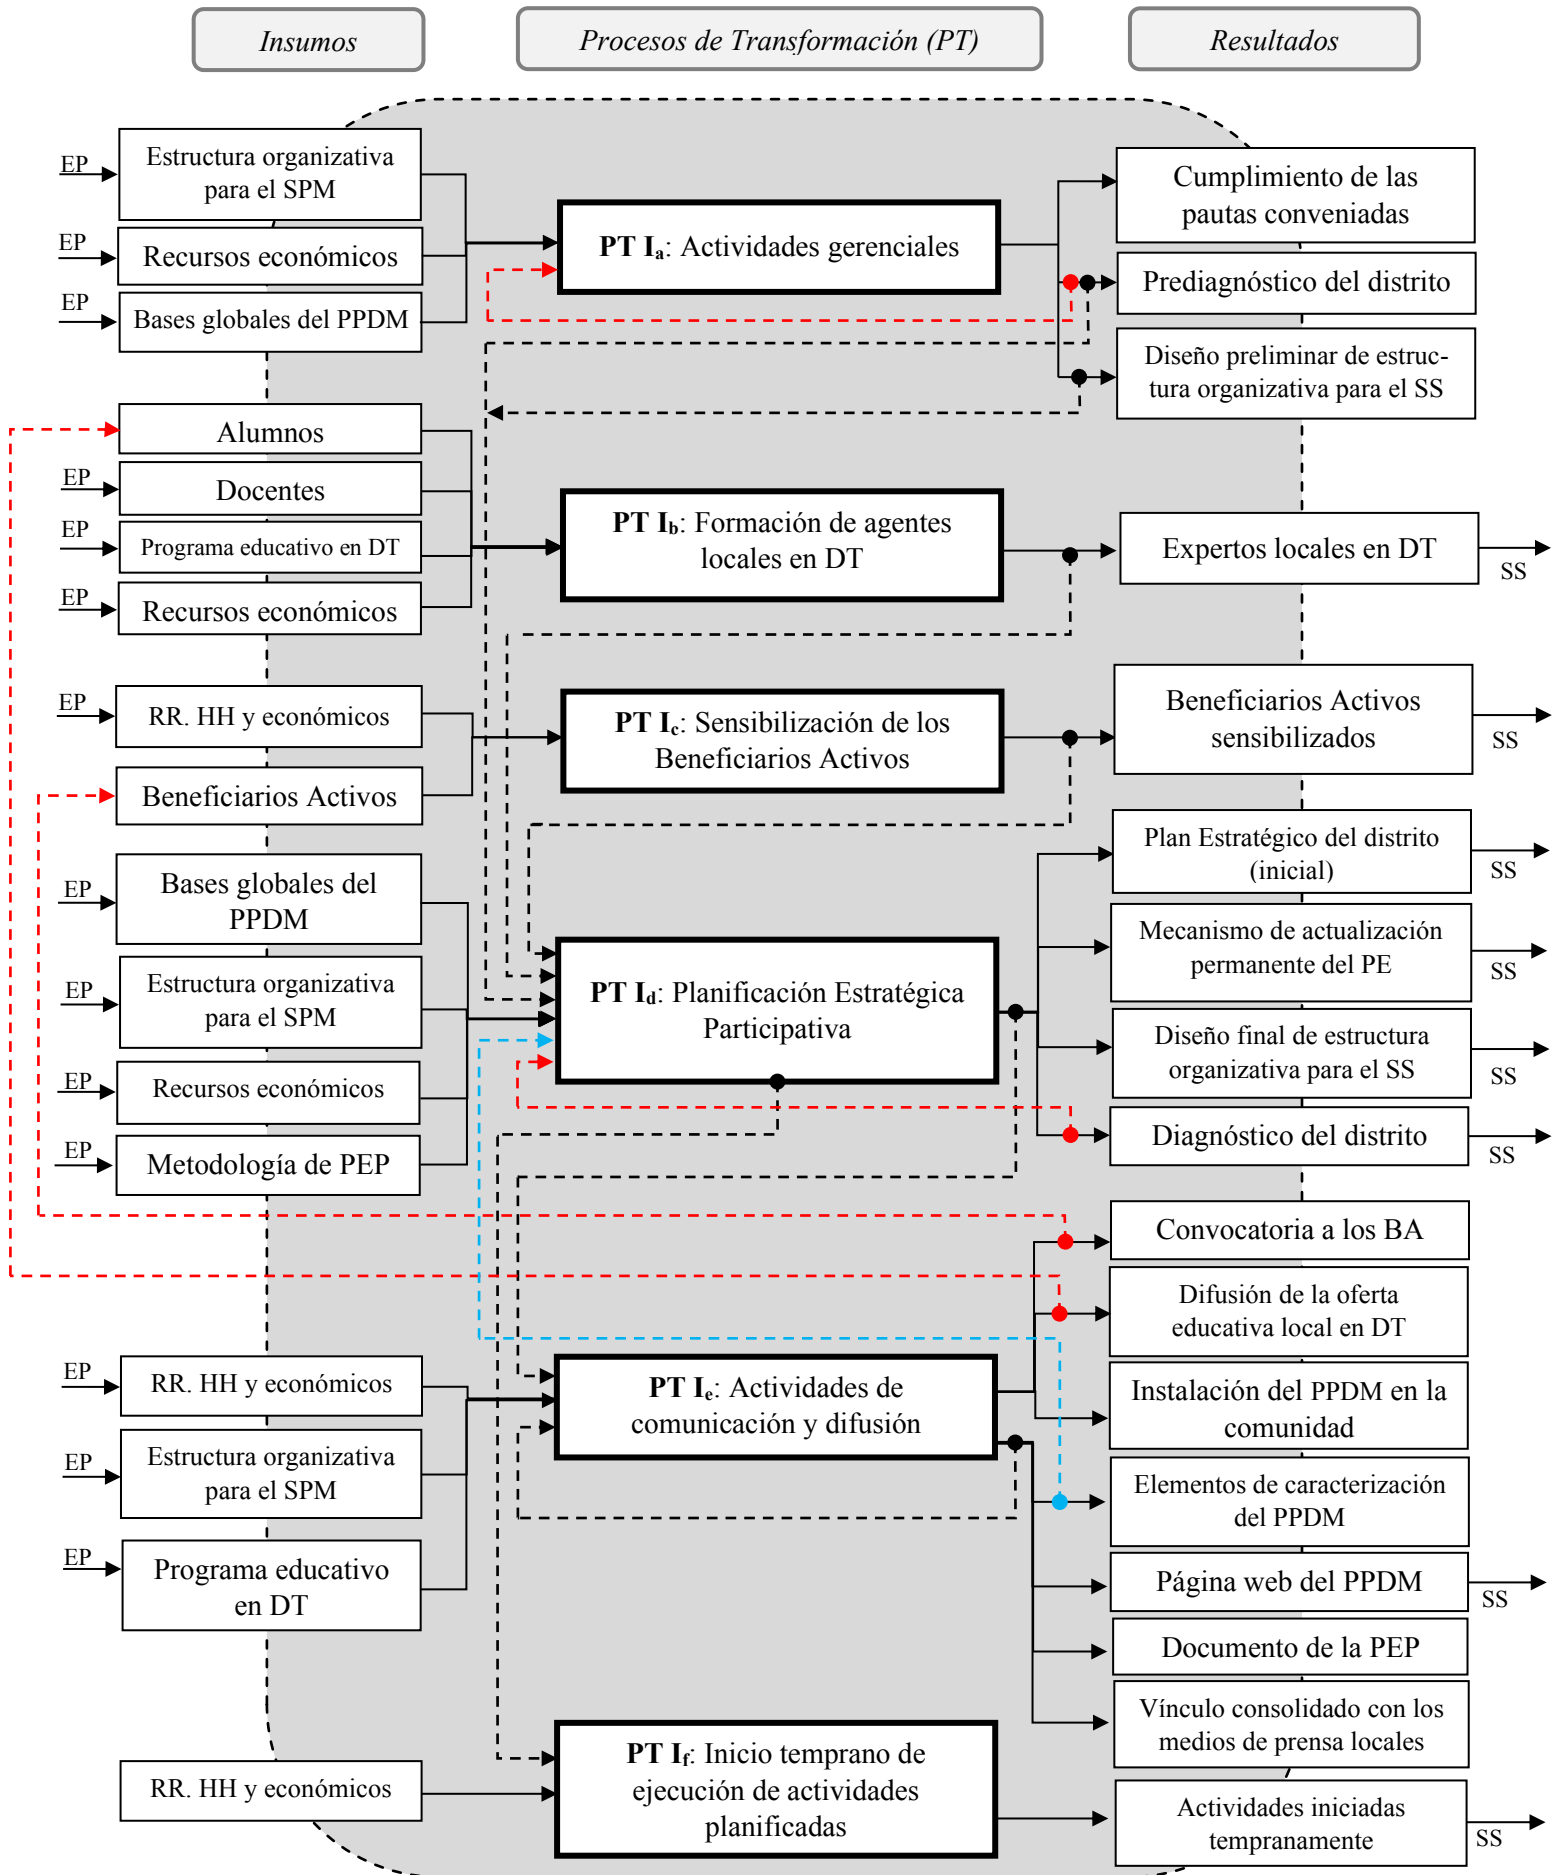 Insumos
Procesos de Transformación (PT)
Resultados
EP
Estructura organizativa
para el SPM
EP
Recursos económicos
EP
Bases globales del PPDM
PT Ia: Actividades gerenciales
Cumplimiento de las
pautas conveniadas
Prediagnóstico del distrito
Diseño preliminar de estruc-
tura organizativa para el SS
Alumnos
EP
Docentes
EP
Programa educativo en DT
EP
Recursos económicos
PT Ib: Formación de agentes
locales en DT
Expertos locales en DT
SS
EP
RR. HH y económicos
Beneficiarios Activos
PT Ic: Sensibilización de los
Beneficiarios Activos
Beneficiarios Activos
sensibilizados
SS
EP
Bases globales del
PPDM
EP
Estructura organizativa
para el SPM
EP
Recursos económicos
EP
Metodología de PEP
PT Id: Planificación Estratégica
Participativa
Plan Estratégico del distrito
(inicial)
SS
Mecanismo de actualización
permanente del PE
SS
Diseño final de estructura
organizativa para el SS
SS
Diagnóstico del distrito
SS
EP
RR. HH y económicos
EP
Estructura organizativa
para el SPM
EP
Programa educativo
en DT
PT Ie: Actividades de
comunicación y difusión
Convocatoria a los BA
Difusión de la oferta
educativa local en DT
Instalación del PPDM en la
comunidad
Elementos de caracterización
del PPDM
Página web del PPDM
SS
Documento de la PEP
Vínculo consolidado con los
medios de prensa locales
RR. HH y económicos
PT If: Inicio temprano de
ejecución de actividades
planificadas
Actividades iniciadas
tempranamente
SS